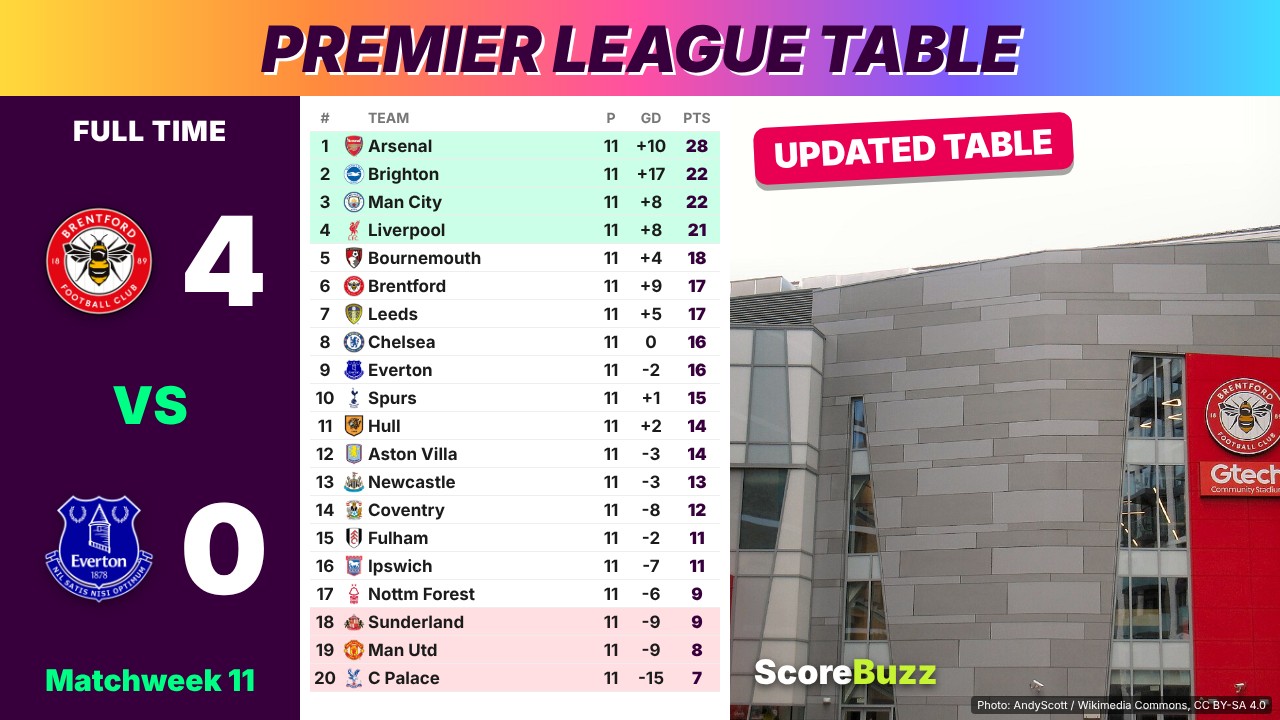 PREMIER LEAGUE TABLE
FULL TIME
BRENTFORD
18 89
FOOTBALL CLUB
4
VS
Everton
1878
NIL SATIS NISI OPTIMUM
0
Matchweek 11
# TEAM P GD PTS
1 Arsenal 11 +10 28
2 Brighton 11 +17 22
3 Man City 11 +8 22
4 Liverpool 11 +8 21
5 Bournemouth 11 +4 18
6 Brentford 11 +9 17
7 Leeds 11 +5 17
8 Chelsea 11 0 16
9 Everton 11 -2 16
10 Spurs 11 +1 15
11 Hull 11 +2 14
12 Aston Villa 11 -3 14
13 Newcastle 11 -3 13
14 Coventry 11 -8 12
15 Fulham 11 -2 11
16 Ipswich 11 -7 11
17 Nottm Forest 11 -6 9
18 Sunderland 11 -9 9
19 Man Utd 11 -9 8
20 C Palace 11 -15 7
UPDATED TABLE
BRENTFORD
18 89
FOOTBALL CLUB
Gtech
Community Stadium
ScoreBuzz
Photo: AndyScott / Wikimedia Commons, CC BY-SA 4.0